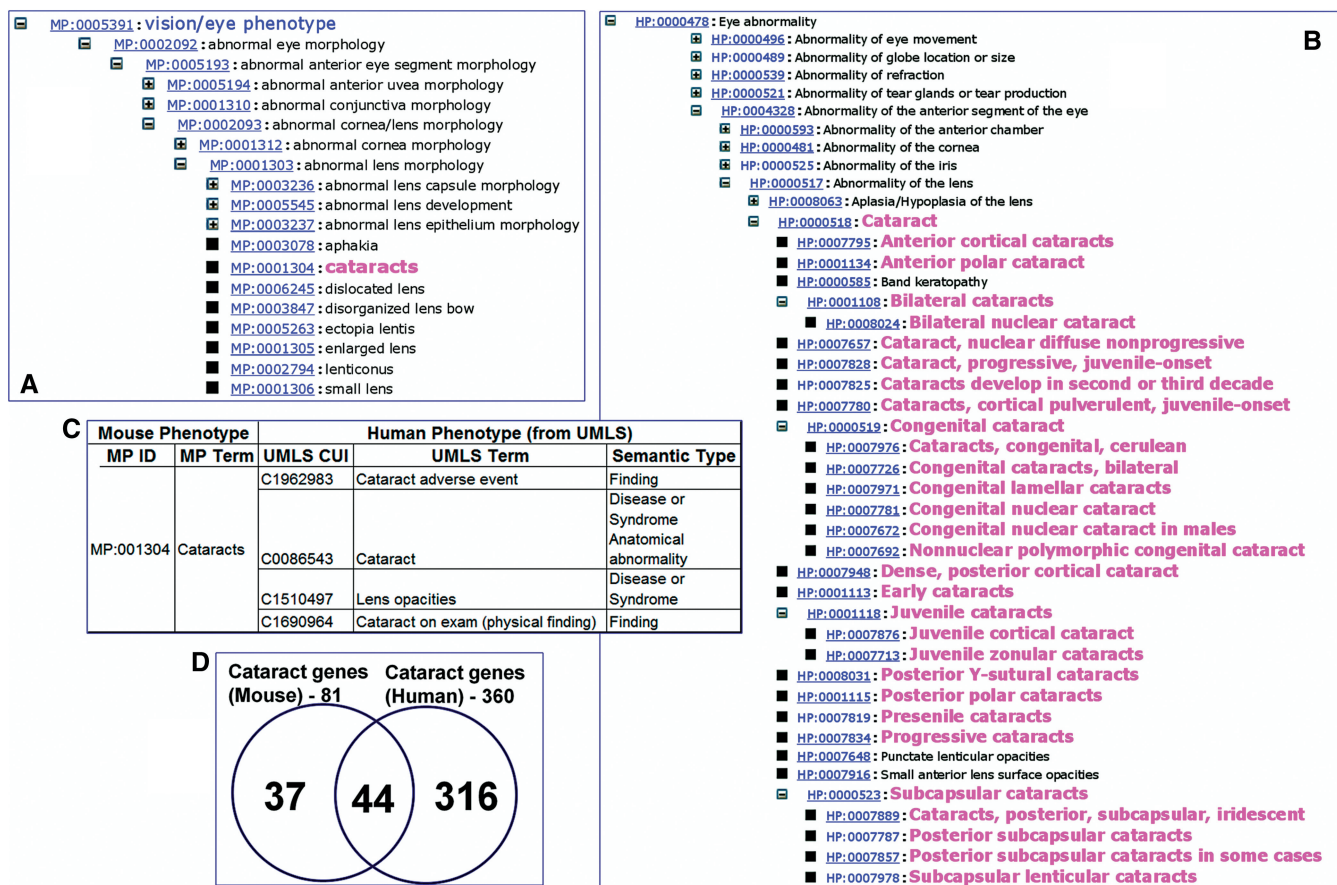 MP:0005391 : vision/eye phenotype
MP:0002092 : abnormal eye morphology
MP:0005193 : abnormal anterior eye segment morphology
MP:0005194 : abnormal anterior uvea morphology
MP:0001310 : abnormal conjunctiva morphology
MP:0002093 : abnormal cornea/lens morphology
MP:0001312 : abnormal cornea morphology
MP:0001303 : abnormal lens morphology
MP:0003236 : abnormal lens capsule morphology
MP:0005545 : abnormal lens development
MP:0003237 : abnormal lens epithelium morphology
MP:0003078 : aphakia
MP:0001304 : cataracts
MP:0006245 : dislocated lens
MP:0003847 : disorganized lens bow
MP:0005263 : ectopia lentis
MP:0001305 : enlarged lens
MP:0002794 : lenticonus
MP:0001306 : small lens
A
HP:0000478 : Eye abnormality
B
HP:0000496 : Abnormality of eye movement
HP:0000489 : Abnormality of globe location or size
HP:0000539 : Abnormality of refraction
HP:0000521 : Abnormality of tear glands or tear production
HP:0004328 : Abnormality of the anterior segment of the eye
HP:0000593 : Abnormality of the anterior chamber
HP:0000481 : Abnormality of the cornea
HP:0000525 : Abnormality of the iris
HP:0000517 : Abnormality of the lens
HP:0008063 : Aplasia/Hypoplasia of the lens
HP:0000518 : Cataract
HP:0007795 : Anterior cortical cataracts
HP:0001134 : Anterior polar cataract
HP:0000585 : Band keratopathy
HP:0001108 : Bilateral cataracts
HP:0008024 : Bilateral nuclear cataract
HP:0007657 : Cataract, nuclear diffuse nonprogressive
HP:0007828 : Cataract, progressive, juvenile-onset
HP:0007825 : Cataracts develop in second or third decade
HP:0007780 : Cataracts, cortical pulverulent, juvenile-onset
HP:0000519 : Congenital cataract
HP:0007976 : Cataracts, congenital, cerulean
HP:0007726 : Congenital cataracts, bilateral
HP:0007971 : Congenital lamellar cataracts
HP:0007781 : Congenital nuclear cataract
HP:0007672 : Congenital nuclear cataract in males
HP:0007692 : Nonnuclear polymorphic congenital cataract
HP:0007948 : Dense, posterior cortical cataract
HP:0001113 : Early cataracts
HP:0001118 : Juvenile cataracts
HP:0007876 : Juvenile cortical cataract
HP:0007713 : Juvenile zonular cataracts
HP:0008031 : Posterior Y-sutural cataracts
HP:0001115 : Posterior polar cataracts
HP:0007819 : Presenile cataracts
HP:0007834 : Progressive cataracts
HP:0007648 : Punctate lenticular opacities
HP:0007916 : Small anterior lens surface opacities
HP:0000523 : Subcapsular cataracts
HP:0007889 : Cataracts, posterior, subcapsular, iridescent
HP:0007787 : Posterior subcapsular cataracts
HP:0007857 : Posterior subcapsular cataracts in some cases
HP:0007978 : Subcapsular lenticular cataracts
C
Mouse Phenotype Human Phenotype (from UMLS)
MP ID MP Term UMLS CUI UMLS Term Semantic Type
MP:001304 Cataracts
C1962983 Cataract adverse event Finding
Disease or
Syndrome
Anatomical
C0086543 Cataract abnormality
Disease or
C1510497 Lens opacities Syndrome
C1690964 Cataract on exam (physical finding) Finding
D
Cataract genes
(Mouse) - 81
Cataract genes
(Human) - 360
37 44 316